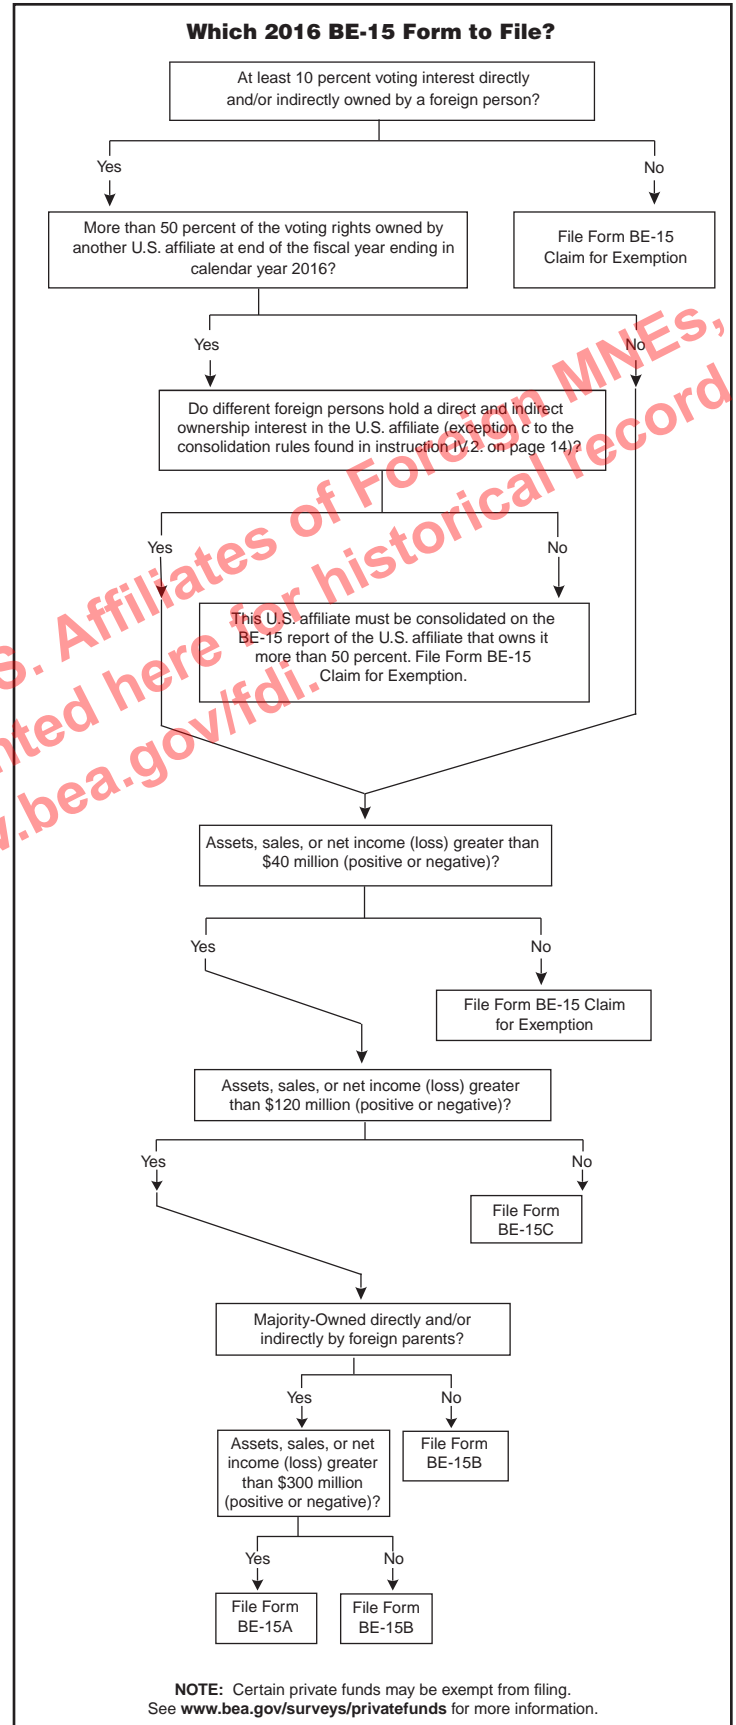 Which 2016 BE-15 Form to File?
At least 10 percent voting interest directly
and/or indirectly owned by a foreign person?
Yes
No
More than 50 percent of the voting rights owned by
another U.S. affiliate at end of the fiscal year ending in
calendar year 2016?
File Form BE-15
Claim for Exemption
Yes
No
Do different foreign persons hold a direct and indirect
ownership interest in the U.S. affiliate (exception c to the
consolidation rules found in instruction IV.2. on page 14)?
Yes
No
This U.S. affiliate must be consolidated on the
BE-15 report of the U.S. affiliate that owns it
more than 50 percent. File Form BE-15
Claim for Exemption.
S. Affiliates of Foreign MNEs,
nted here for historical record
w.bea.gov/fdi.
Assets, sales, or net income (loss) greater than
$40 million (positive or negative)?
Yes
No
File Form BE-15 Claim
for Exemption
Assets, sales, or net income (loss) greater
than $120 million (positive or negative)?
Yes
No
File Form
BE-15C
Majority-Owned directly and/or
indirectly by foreign parents?
Yes
No
Assets, sales, or net
income (loss) greater
than $300 million
(positive or negative)?
File Form
BE-15B
Yes
No
File Form
BE-15A
File Form
BE-15B
NOTE: Certain private funds may be exempt from filing.
See www.bea.gov/surveys/privatefunds for more information.